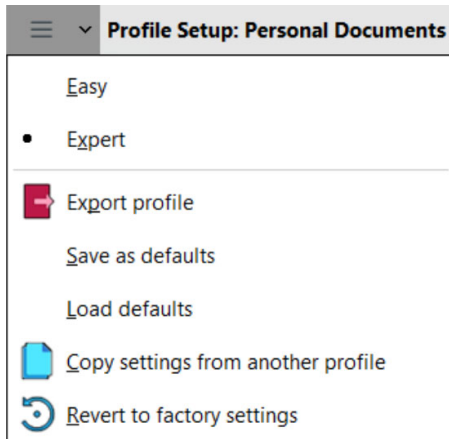 Profile Setup: Personal Documents
Easy
Expert
Export profile
Save as defaults
Load defaults
Copy settings from another profile
Revert to factory settings